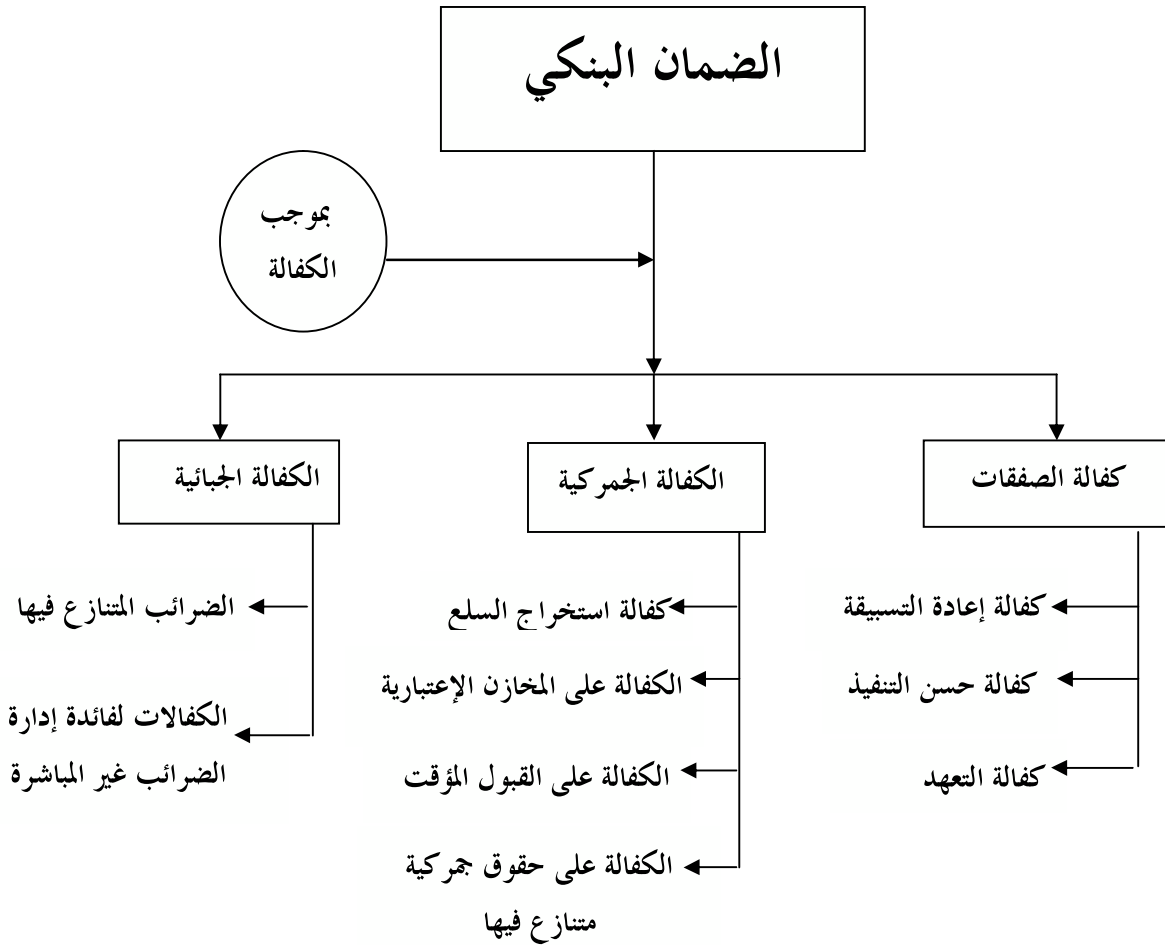 الضمان البنكي
بموجب
الكفالة
كفالة الصفقات
الكفالة الجمركية
الكفالة الجبائية
كفالة إعادة التسبيقة
كفالة حسن التنفيذ
كفالة التعهد
كفالة استخراج السلع
الكفالة على المخازن الإعتبارية
الكفالة على القبول المؤقت
الكفالة على حقوق جمركية
متنازع فيها
الضرائب المتنازع فيها
الكفالات لفائدة إدارة
الضرائب غير المباشرة